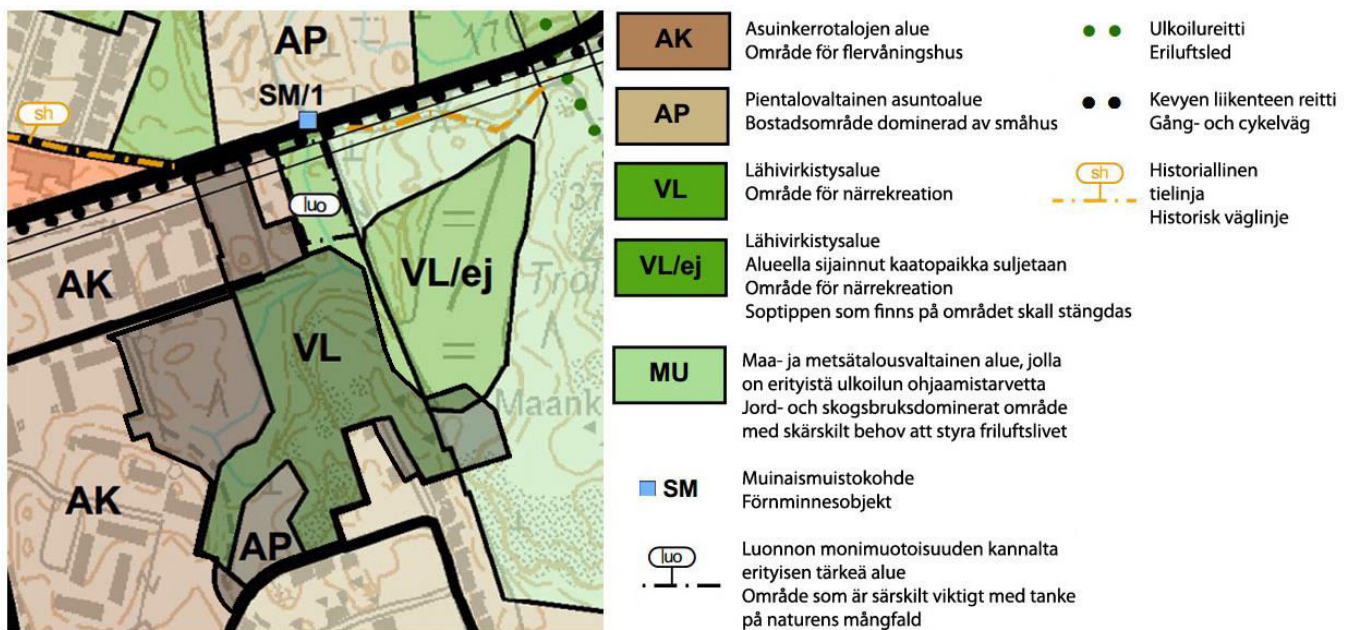 AP
SM/1
sh
luo
VL/ej
AK
VL
Maank
AK
AP
AK
Asuinkerrotalojen alue
Område för flervåningshus
AP
Pientalovaltainen asuntoalue
Bostadsområde dominerad av småhus
VL
Lähivirkistysalue
Område för närrekreation
VL/ej
Lähivirkistysalue
Alueella sijainnut kaatopaikka suljetaan
Område för närrekreation
Soptippen som finns på området skall stängdas
MU
Maa- ja metsätalousvaltainen alue, jolla
on erityistä ulkoilun ohjaamistarvetta
Jord- och skogsbruksdominerat område
med skärskilt behov att styra friluftslivet
SM
Muinaismuistokohde
Förnminnesobjekt
luo
Luonnon monimuotoisuuden kannalta
erityisen tärkeä alue
Område som är särskilt viktigt med tanke
på naturens mångfald
Ulkoilureitti
Eriluftsled
Kevyen liikenteen reitti
Gång- och cykelväg
sh
Historiallinen
tielinja
Historisk väglinje